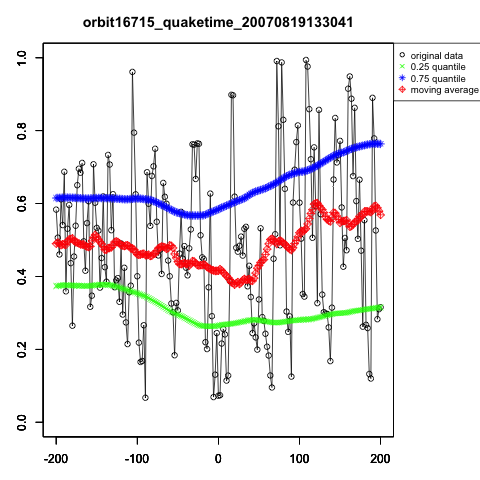 orbit16715_quaketime_20070819133041
original data
0.25 quantile
0.75 quantile
moving average
1.0
0.8
0.6
0.4
0.2
0.0
-200 -100 0 100 200